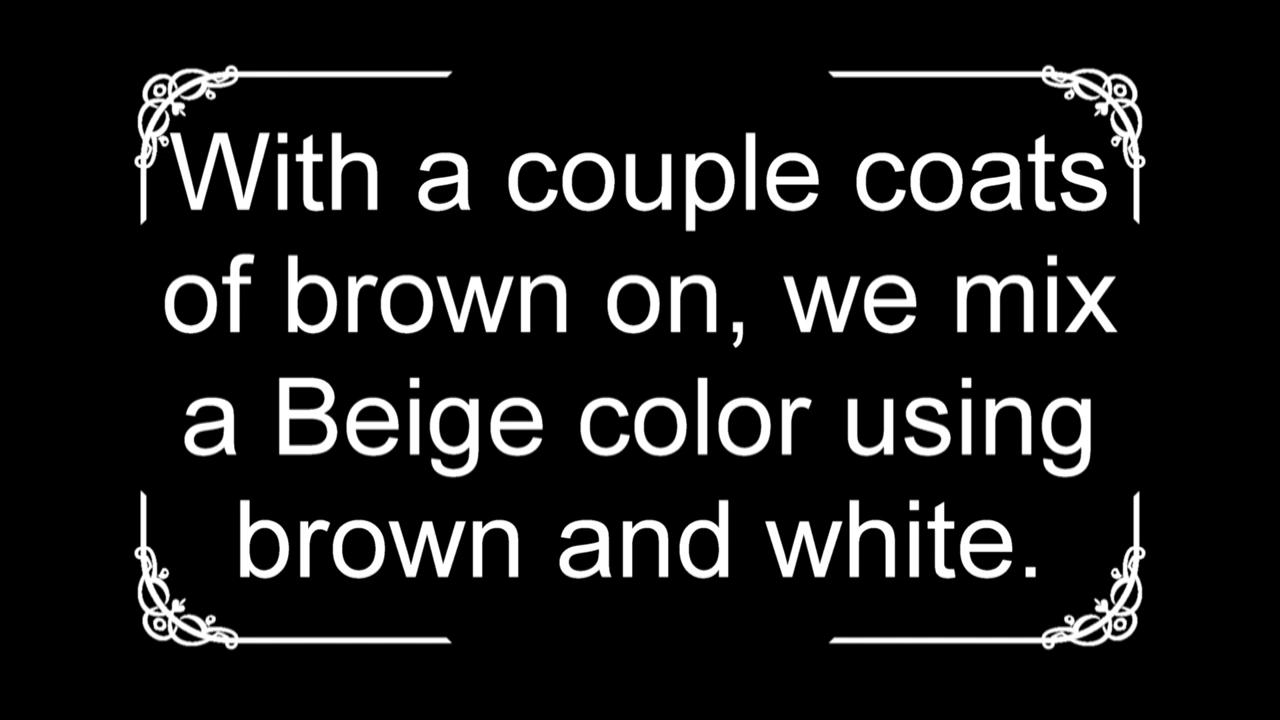 With a couple coats
of brown on, we mix
a Beige color using
brown and white.